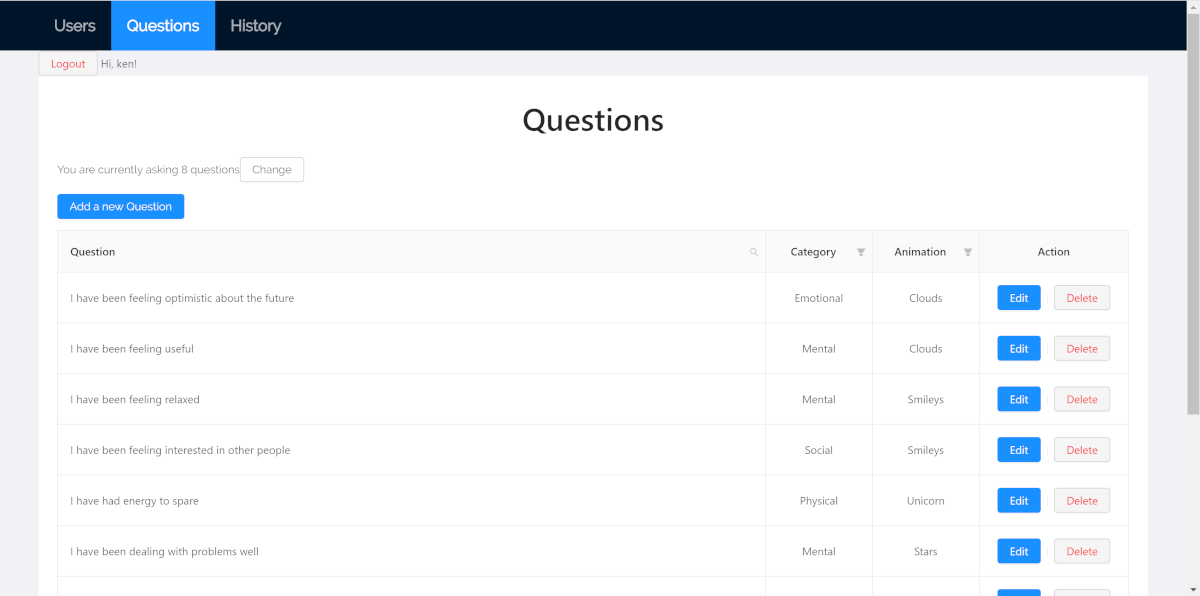 Users Questions History
Logout Hi, ken!
Questions
You are currently asking 8 questions Change
Add a new Question
Question Category Animation Action
I have been feeling optimistic about the future Emotional Clouds Edit Delete
I have been feeling useful Mental Clouds Edit Delete
I have been feeling relaxed Mental Smileys Edit Delete
I have been feeling interested in other people Social Smileys Edit Delete
I have had energy to spare Physical Unicorn Edit Delete
I have been dealing with problems well Mental Stars Edit Delete